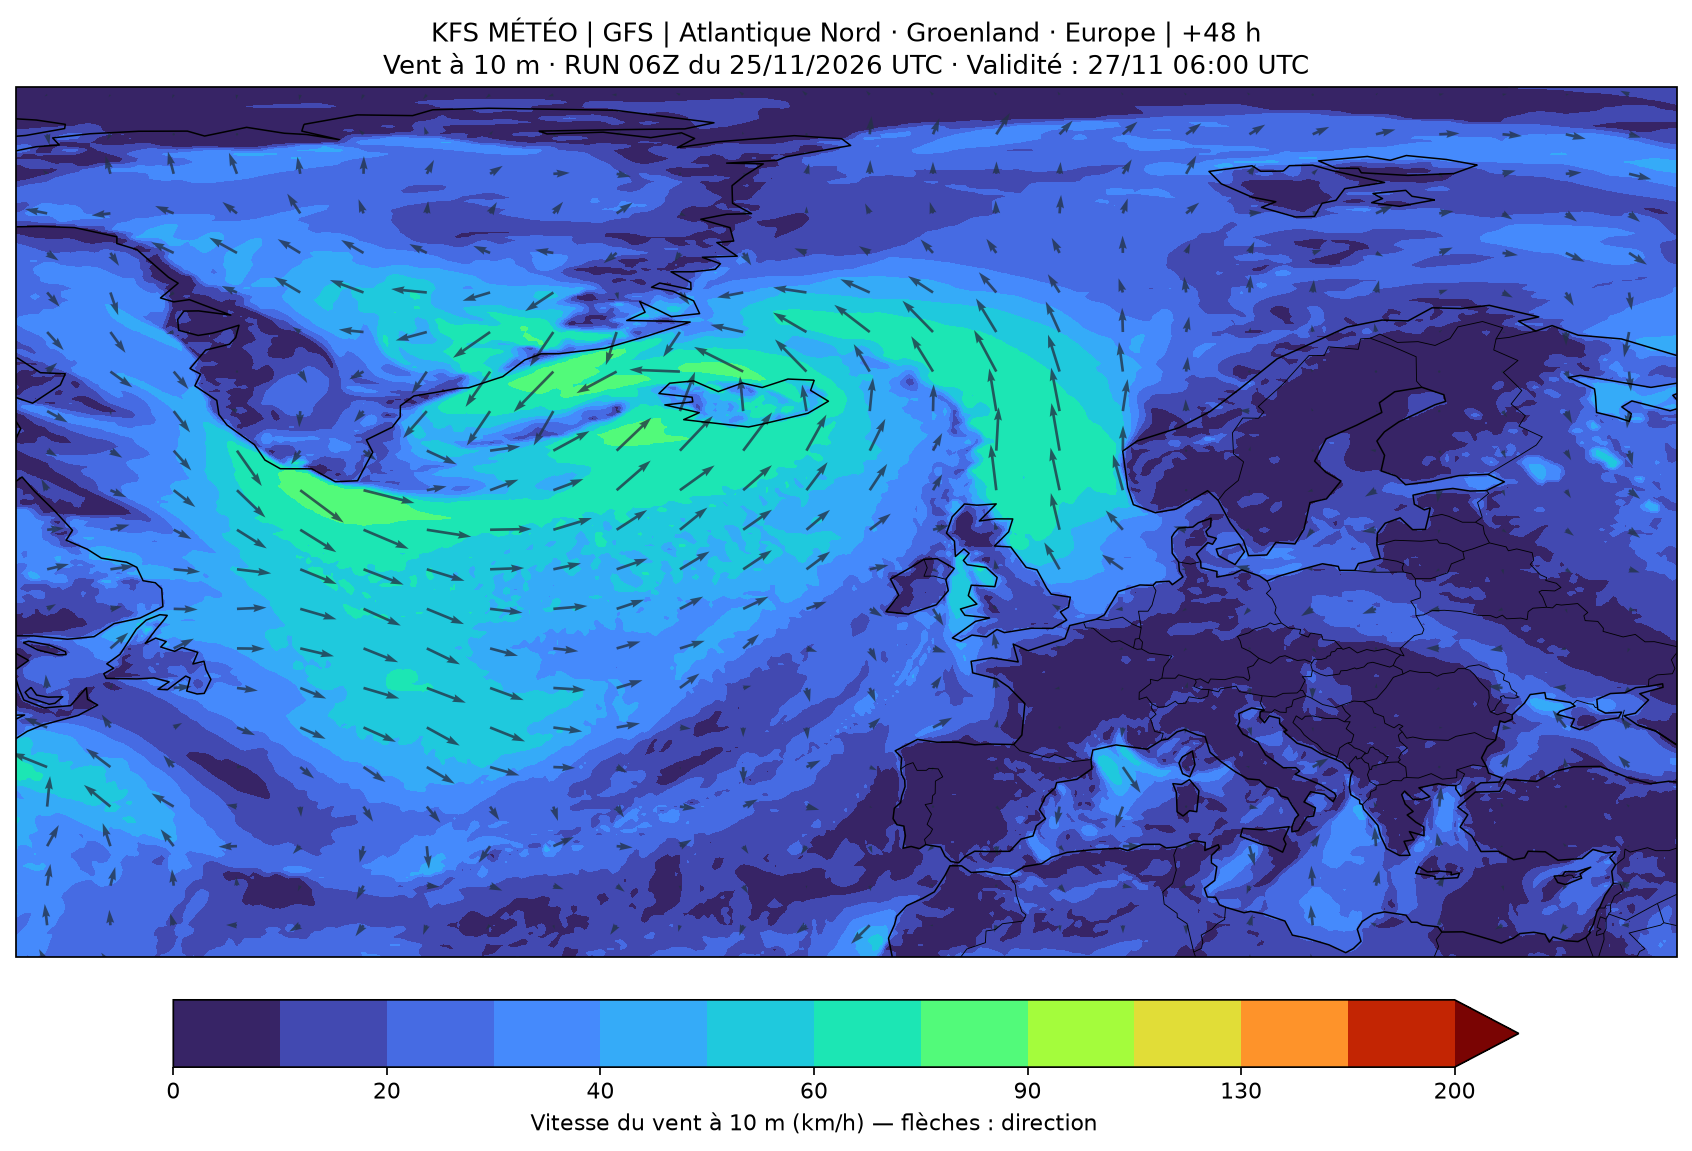 KFS MÉTÉO | GFS | Atlantique Nord · Groenland · Europe | +48 h
Vent à 10 m · RUN 06Z du 25/11/2026 UTC · Validité : 27/11 06:00 UTC
0 20 40 60 90 130 200
Vitesse du vent à 10 m (km/h) — flèches : direction